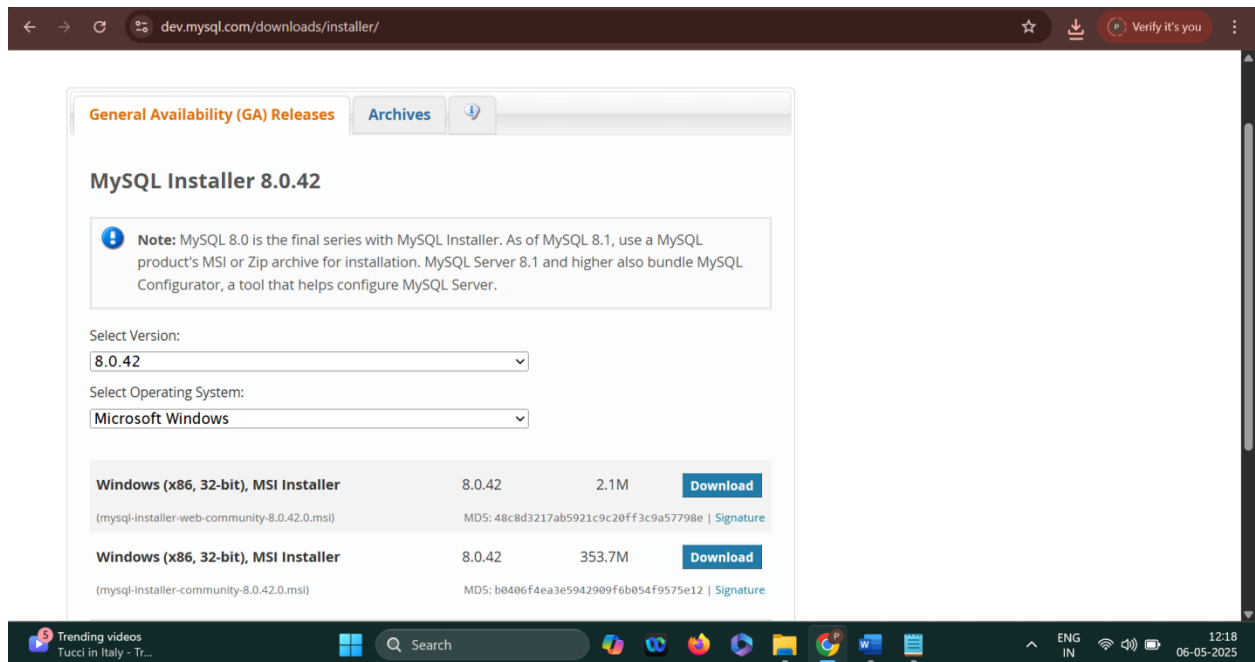 dev.mysql.com/downloads/installer/
P
Verify it's you
General Availability (GA) Releases
Archives
MySQL Installer 8.0.42
Note: MySQL 8.0 is the final series with MySQL Installer. As of MySQL 8.1, use a MySQL
product's MSI or Zip archive for installation. MySQL Server 8.1 and higher also bundle MySQL
Configurator, a tool that helps configure MySQL Server.
Select Version:
8.0.42
Select Operating System:
Microsoft Windows
Windows (x86, 32-bit), MSI Installer 8.0.42 2.1M Download
(mysql-installer-web-community-8.0.42.0.msi) MD5: 48c8d3217ab5921c9c20ff3c9a57798e | Signature
Windows (x86, 32-bit), MSI Installer 8.0.42 353.7M Download
(mysql-installer-community-8.0.42.0.msi) MD5: b0406f4ea3e5942909f6b054f9575e12 | Signature
5
Trending videos
Tucci in Italy - Tr...
Search
P
W
ENG
IN
12:18
06-05-2025